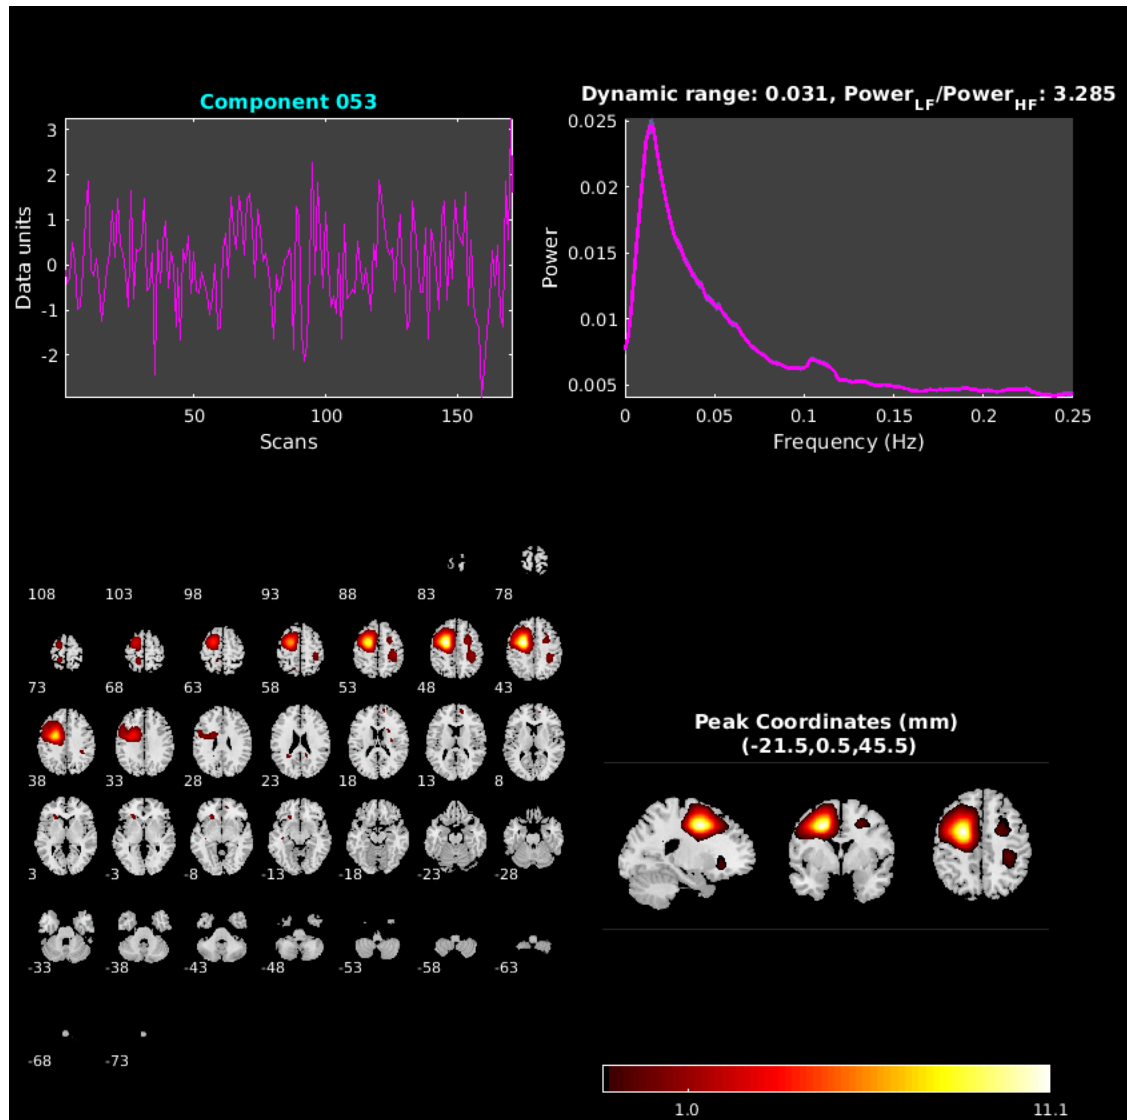 Component 053
3
2
1
0
-1
-2
Data units
50 100 150
Scans
Dynamic range: 0.031, Power_LF/Power_HF: 3.285
0.025
0.02
0.015
0.01
0.005
Power
0 0.05 0.1 0.15 0.2 0.25
Frequency (Hz)
108 103 98 93 88 83 78
73 68 63 58 53 48 43
38 33 28 23 18 13 8
3 -3 -8 -13 -18 -23 -28
-33 -38 -43 -48 -53 -58 -63
-68 -73
Peak Coordinates (mm)
(-21.5,0.5,45.5)
1.0 11.1